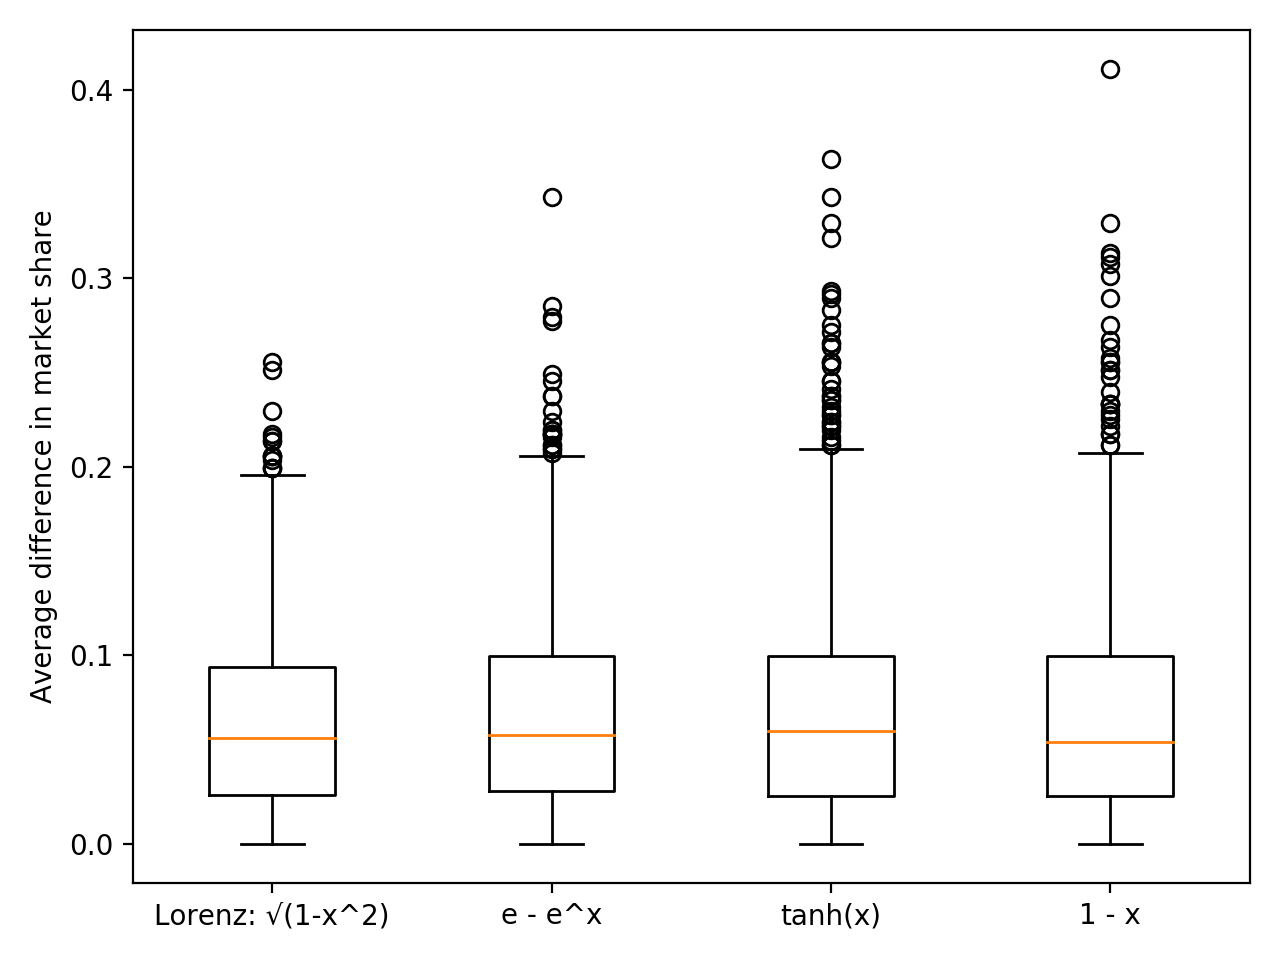 Average difference in market share
0.4
0.3
0.2
0.1
0.0
Lorenz: √(1-x^2)
e - e^x
tanh(x)
1 - x